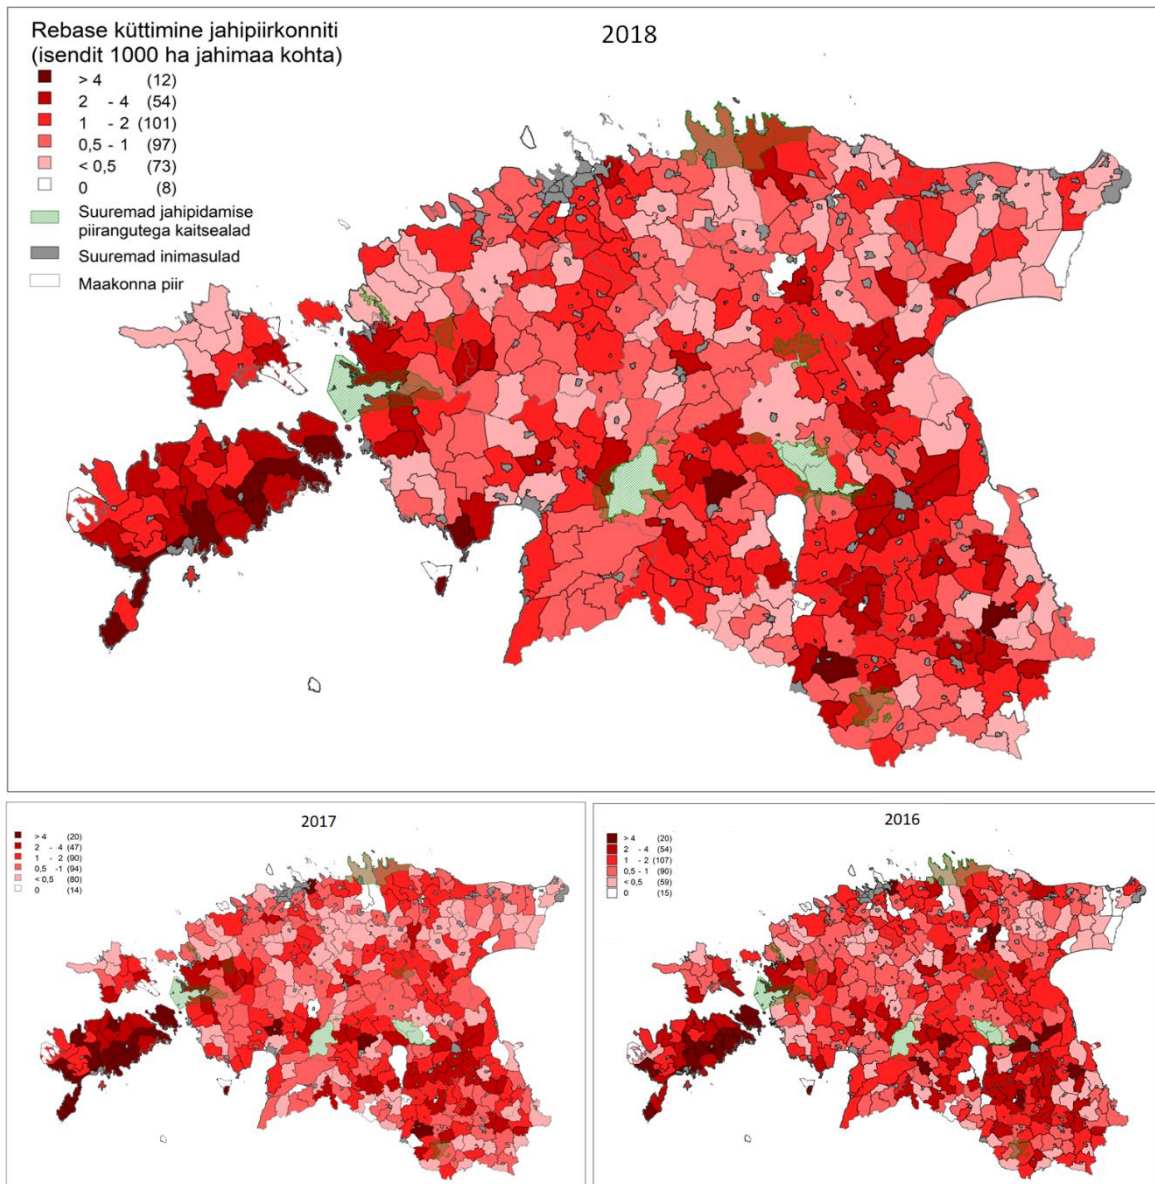 Rebase küttimine jahipiirkonniti
(isendit 1000 ha jahimaa kohta)
2018
> 4 (12)
2 - 4 (54)
1 - 2 (101)
0,5 - 1 (97)
< 0,5 (73)
0 (8)
Suuremad jahipidamise
piirangutega kaitsealad
Suuremad inimasulad
Maakonna piir
2017
> 4 (20)
2 - 4 (47)
1 - 2 (90)
0,5 - 1 (94)
< 0,5 (80)
0 (14)
2016
> 4 (20)
2 - 4 (54)
1 - 2 (107)
0,5 - 1 (90)
< 0,5 (59)
0 (15)